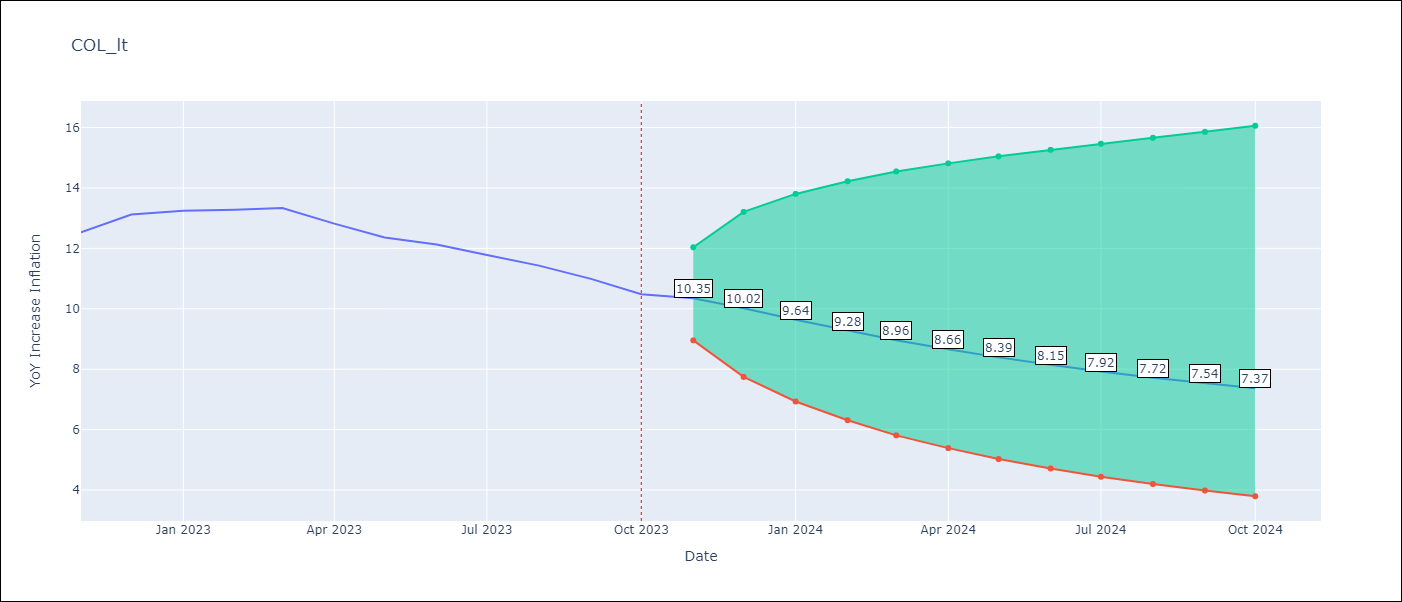 COL_lt
YoY Increase Inflation
16
14
12
10
8
6
4
10.35
10.02
9.64
9.28
8.96
8.66
8.39
8.15
7.92
7.72
7.54
7.37
Jan 2023
Apr 2023
Jul 2023
Oct 2023
Jan 2024
Apr 2024
Jul 2024
Oct 2024
Date